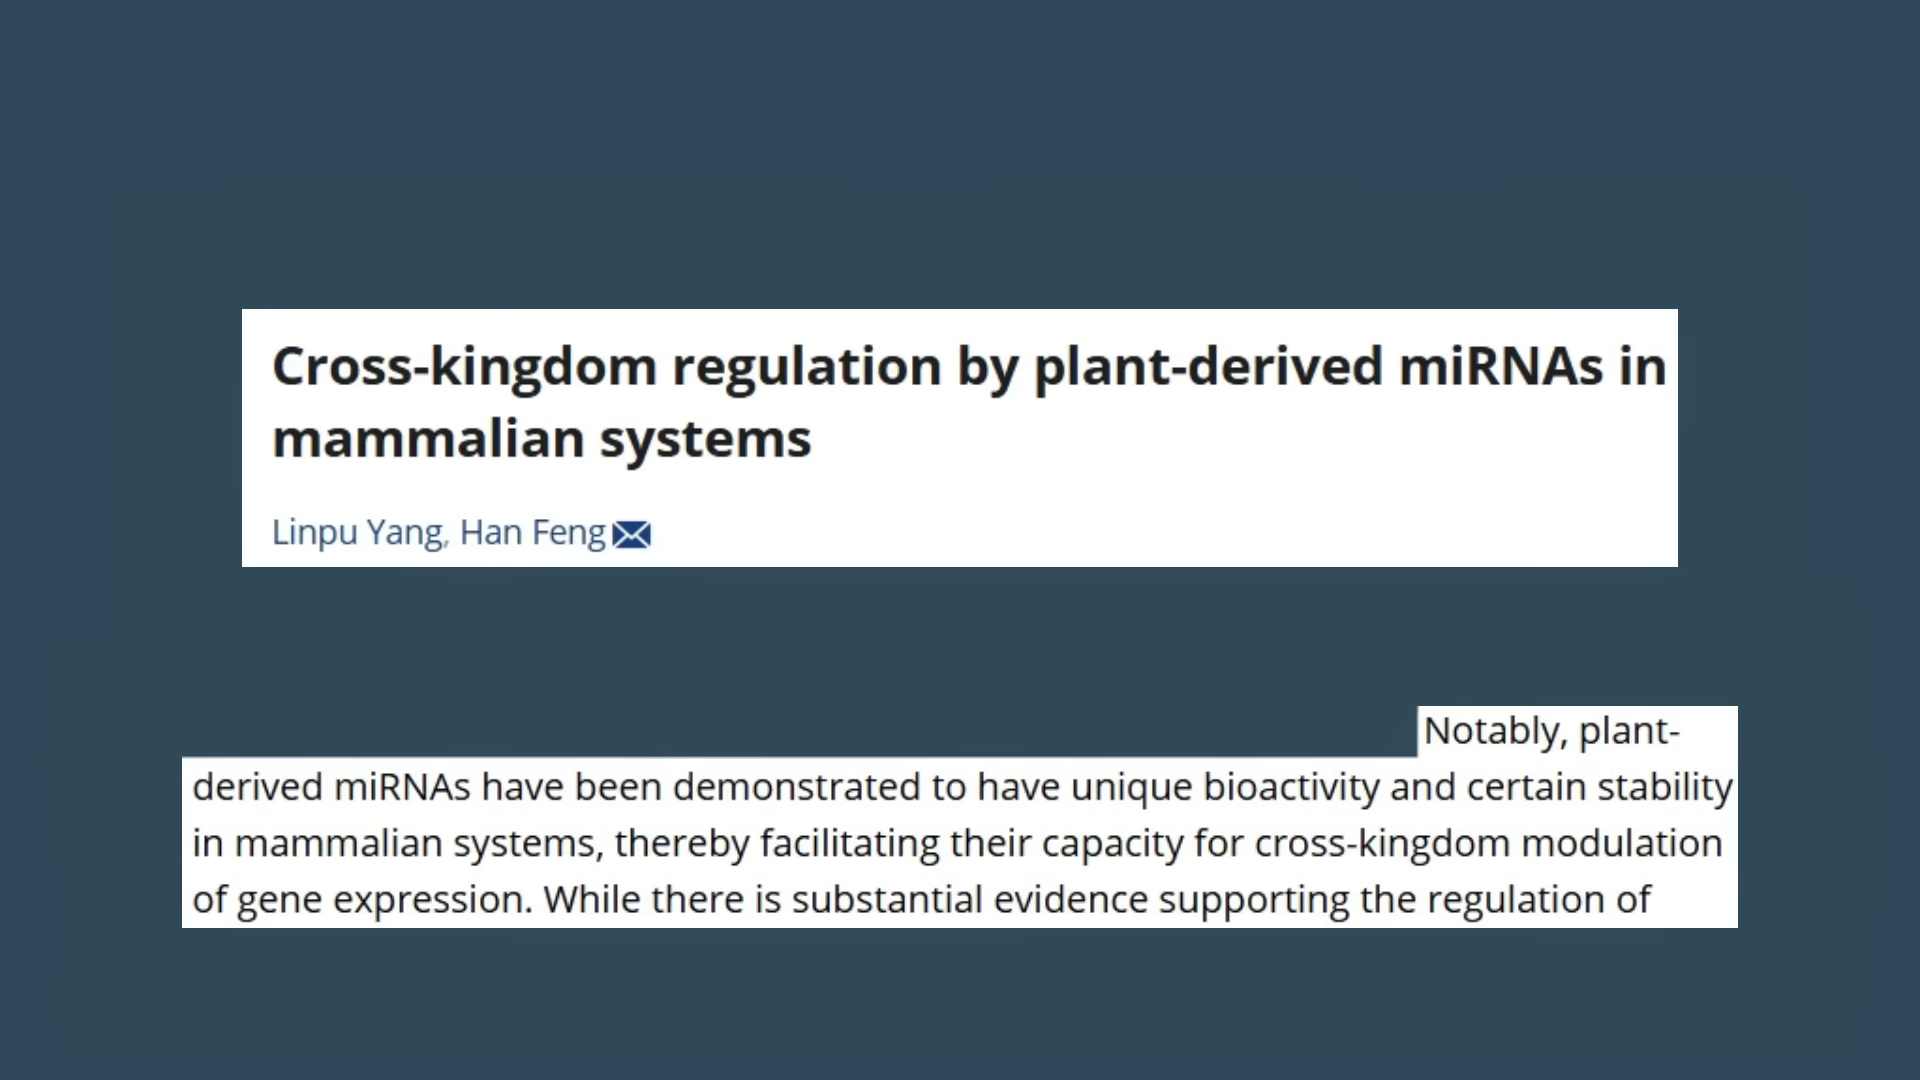 Cross-kingdom regulation by plant-derived miRNAs in
mammalian systems
Linpu Yang, Han Feng
Notably, plant-
derived miRNAs have been demonstrated to have unique bioactivity and certain stability
in mammalian systems, thereby facilitating their capacity for cross-kingdom modulation
of gene expression. While there is substantial evidence supporting the regulation of